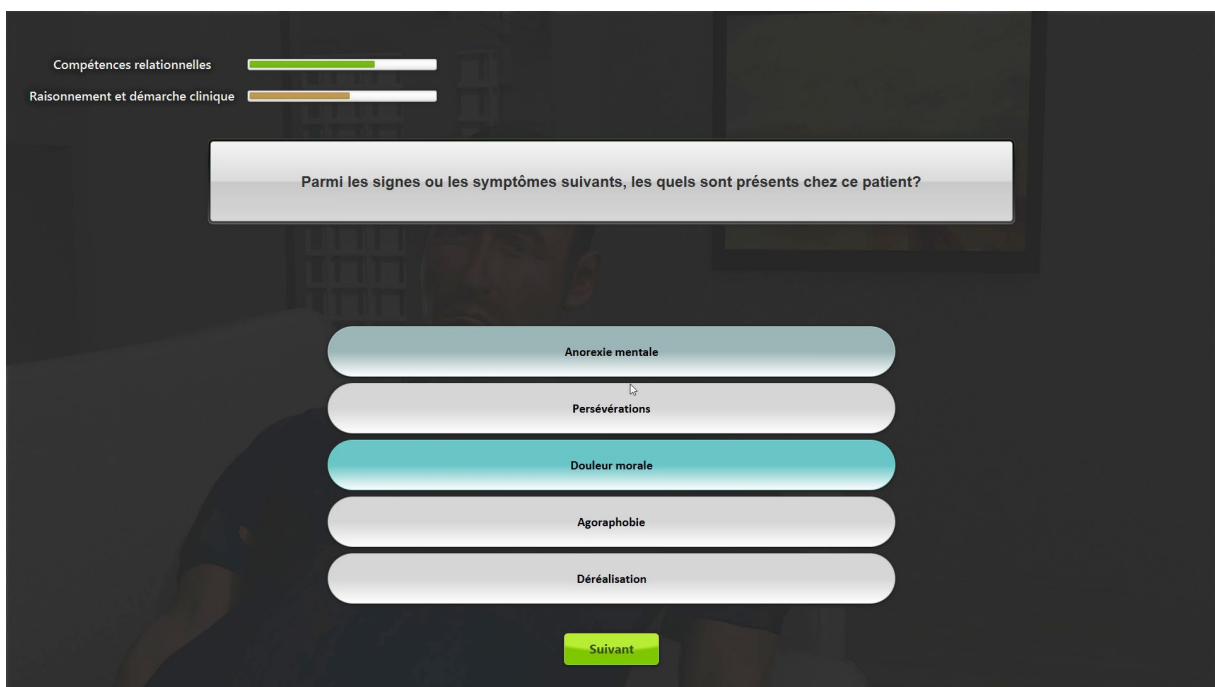 Compétences relationnelles
Raisonnement et démarche clinique
Parmi les signes ou les symptômes suivants, les quels sont présents chez ce patient?
Anorexie mentale
Persévérations
Douleur morale
Agoraphobie
Déréalisation
Suivant